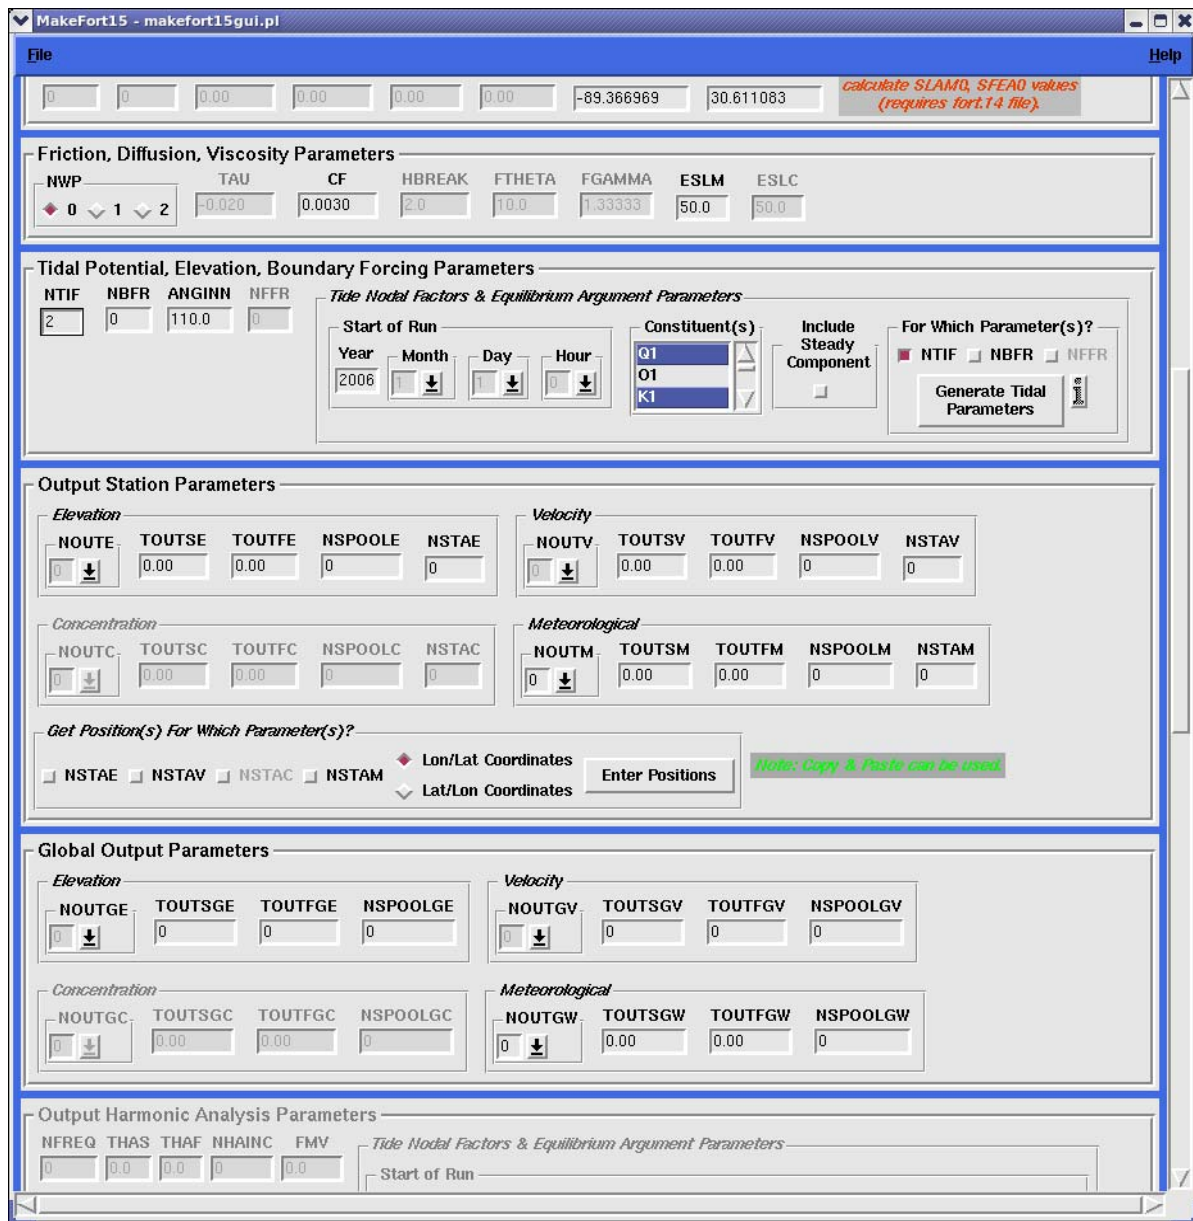 MakeFort15 - makefort15gui.pl
File Help
0 0 0.00 0.00 0.00 0.00 -89.366969 30.611083
calculate SLAM0, SFEA0 values
(requires fort.14 file).
Friction, Diffusion, Viscosity Parameters
NWP TAU CF HBREAK FTHETA FGAMMA ESLM ESLC
0 1 2 -0.020 0.0030 2.0 10.0 1.33333 50.0 50.0
Tidal Potential, Elevation, Boundary Forcing Parameters
NTIF NBFR ANGINN NFFR
2 0 110.0 0
Tide Nodal Factors & Equilibrium Argument Parameters
Start of Run
Year Month Day Hour
2006 1 1 0
Constituent(s)
Q1
O1
K1
Include
Steady
Component
For Which Parameter(s)?
NTIF NBFR NFFR
Generate Tidal
Parameters
i
Output Station Parameters
Elevation
NOUTE TOUTSE TOUTFE NSPOOLE NSTAE
0 0.00 0.00 0 0
Velocity
NOUTV TOUTSV TOUTFV NSPOOLV NSTAV
0 0.00 0.00 0 0
Concentration
NOUTC TOUTSC TOUTFC NSPOOLC NSTAC
0 0.00 0.00 0 0
Meteorological
NOUTM TOUTSM TOUTFM NSPOOLM NSTAM
0 0.00 0.00 0 0
Get Position(s) For Which Parameter(s)?
NSTAE NSTAV NSTAC NSTAM
Lon/Lat Coordinates
Lat/Lon Coordinates
Enter Positions
Note: Copy & Paste can be used.
Global Output Parameters
Elevation
NOUTGE TOUTSGE TOUTFGE NSPOOLGE
0 0 0 0
Velocity
NOUTGV TOUTSGV TOUTFGV NSPOOLGV
0 0 0 0
Concentration
NOUTGC TOUTSGC TOUTFGC NSPOOLGC
0 0.00 0.00 0
Meteorological
NOUTGW TOUTSGW TOUTFGW NSPOOLGW
0 0.00 0.00 0
Output Harmonic Analysis Parameters
NFREQ THAS THAF NHAINC FMV
0 0.0 0.0 0 0.0
Tide Nodal Factors & Equilibrium Argument Parameters
Start of Run